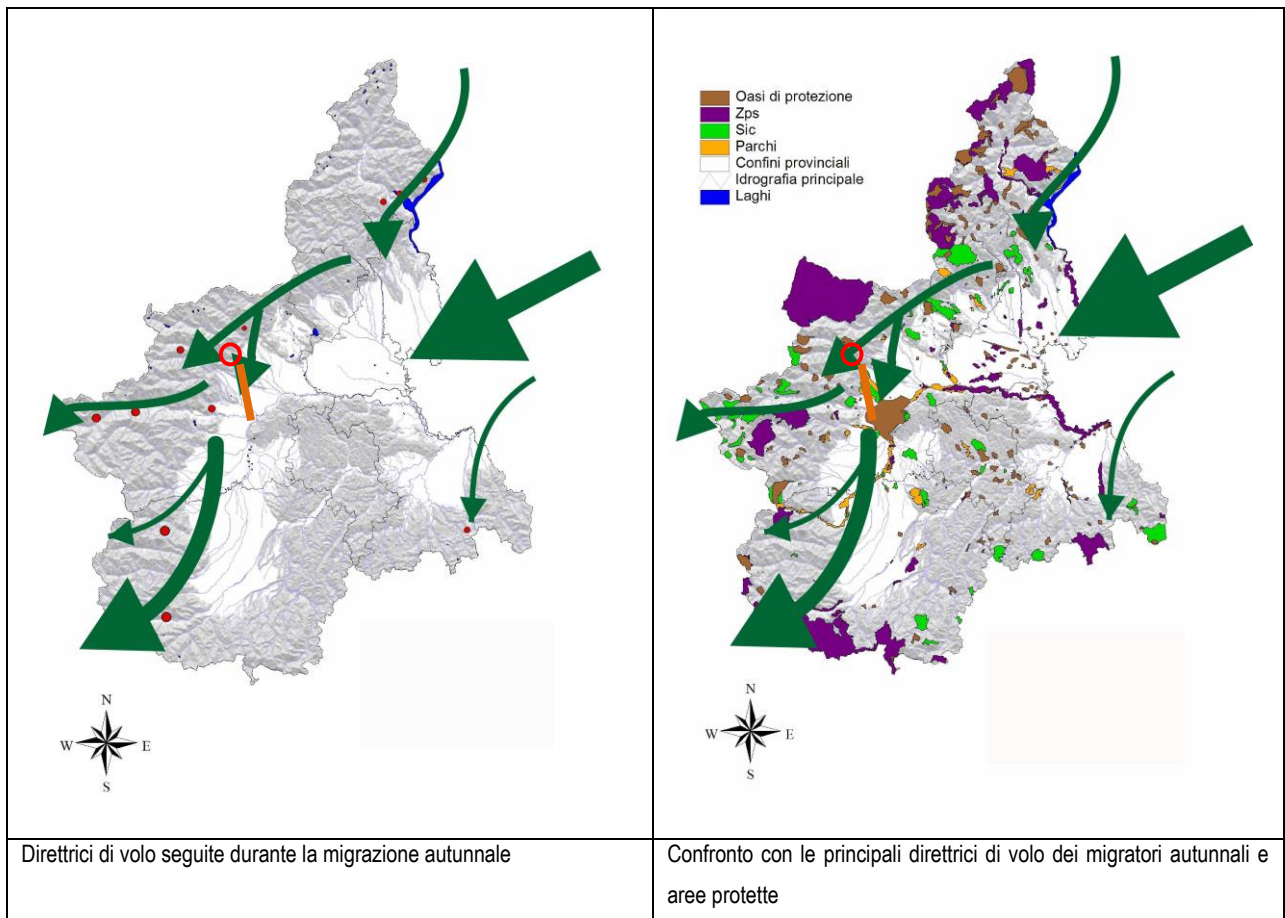 N
W E
S
Oasi di protezione
Zps
Sic
Parchi
Confini provinciali
Idrografia principale
Laghi
N
W E
S
Direttrici di volo seguite durante la migrazione autunnale
Confronto con le principali direttrici di volo dei migratori autunnali e
aree protette